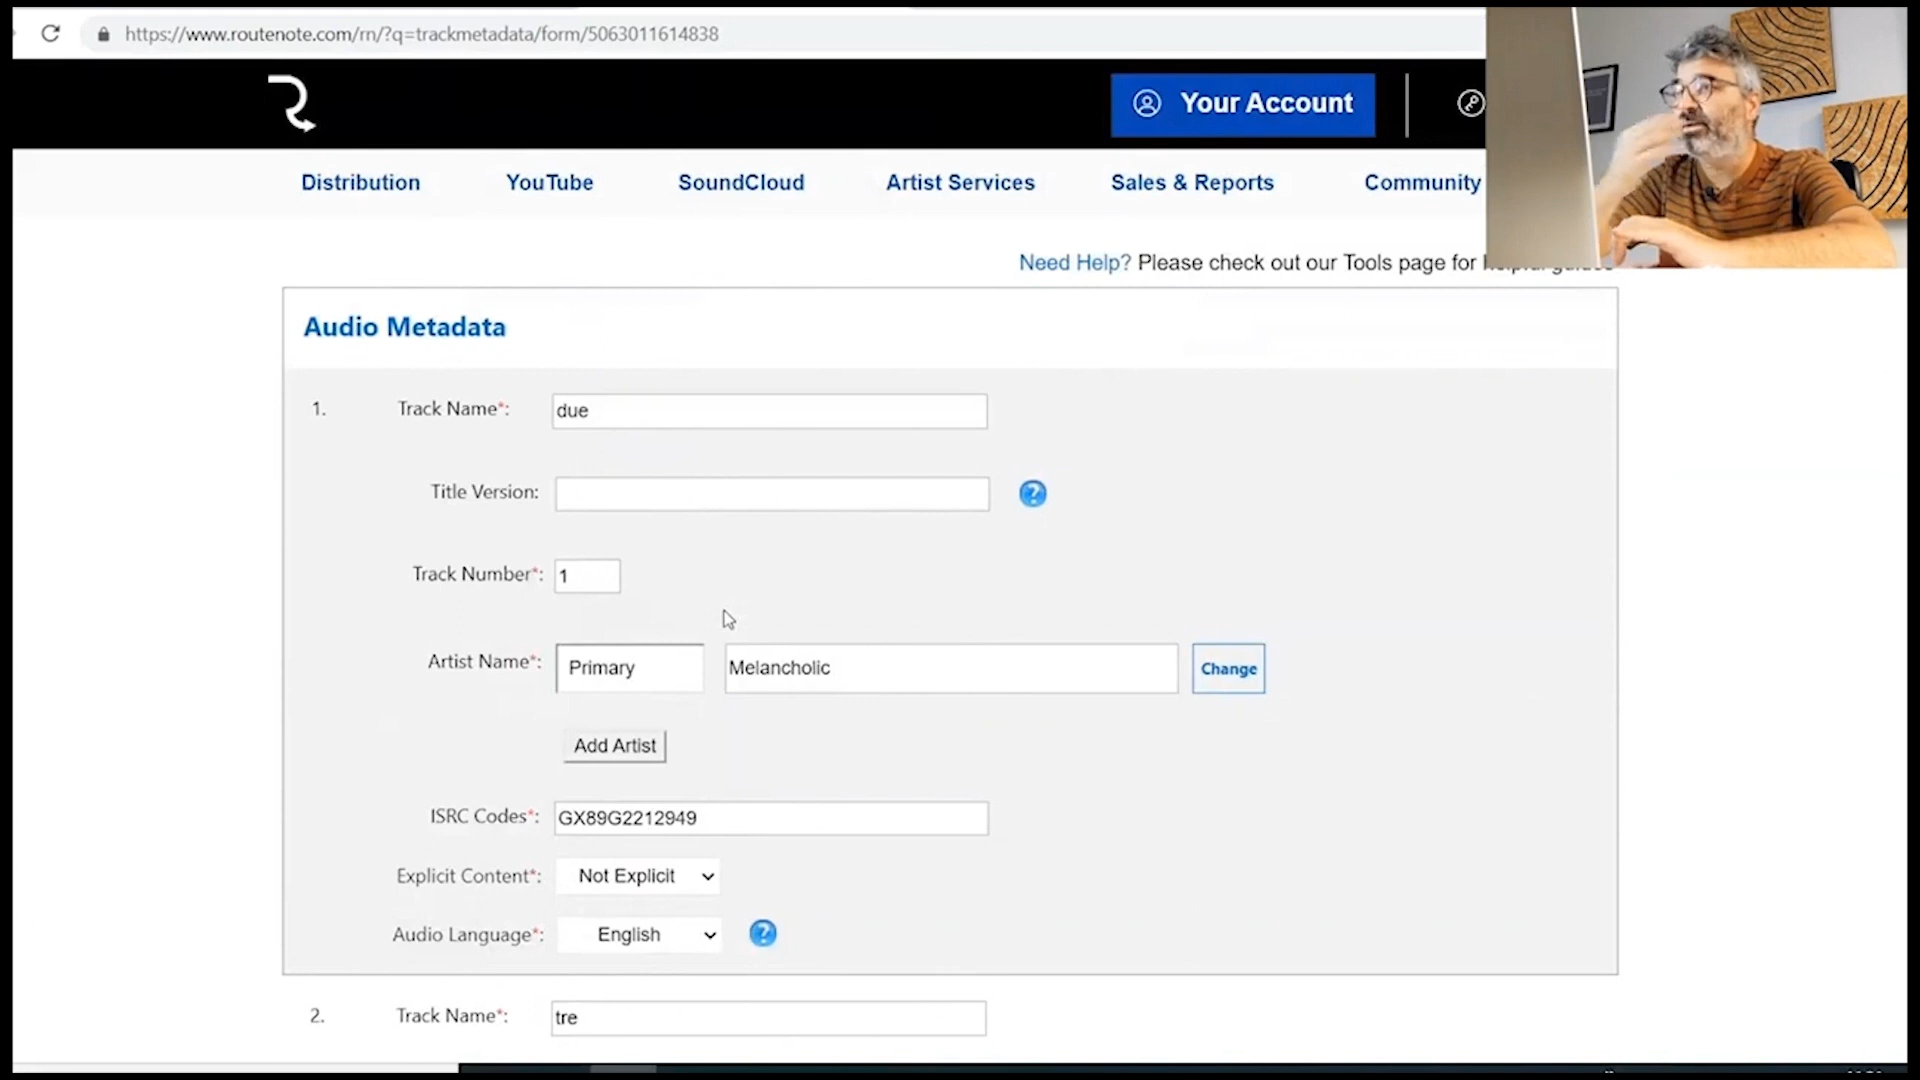 https://www.routenote.com/rn/?q=trackmetadata/form/5063011614838
Your Account
Distribution YouTube SoundCloud Artist Services Sales & Reports Community
Need Help? Please check out our Tools page for
Audio Metadata
1. Track Name*: due
Title Version: ?
Track Number*: 1
Artist Name*: Primary Melancholic Change
Add Artist
ISRC Codes*: GX89G2212949
Explicit Content*: Not Explicit
Audio Language*: English ?
2. Track Name*: tre